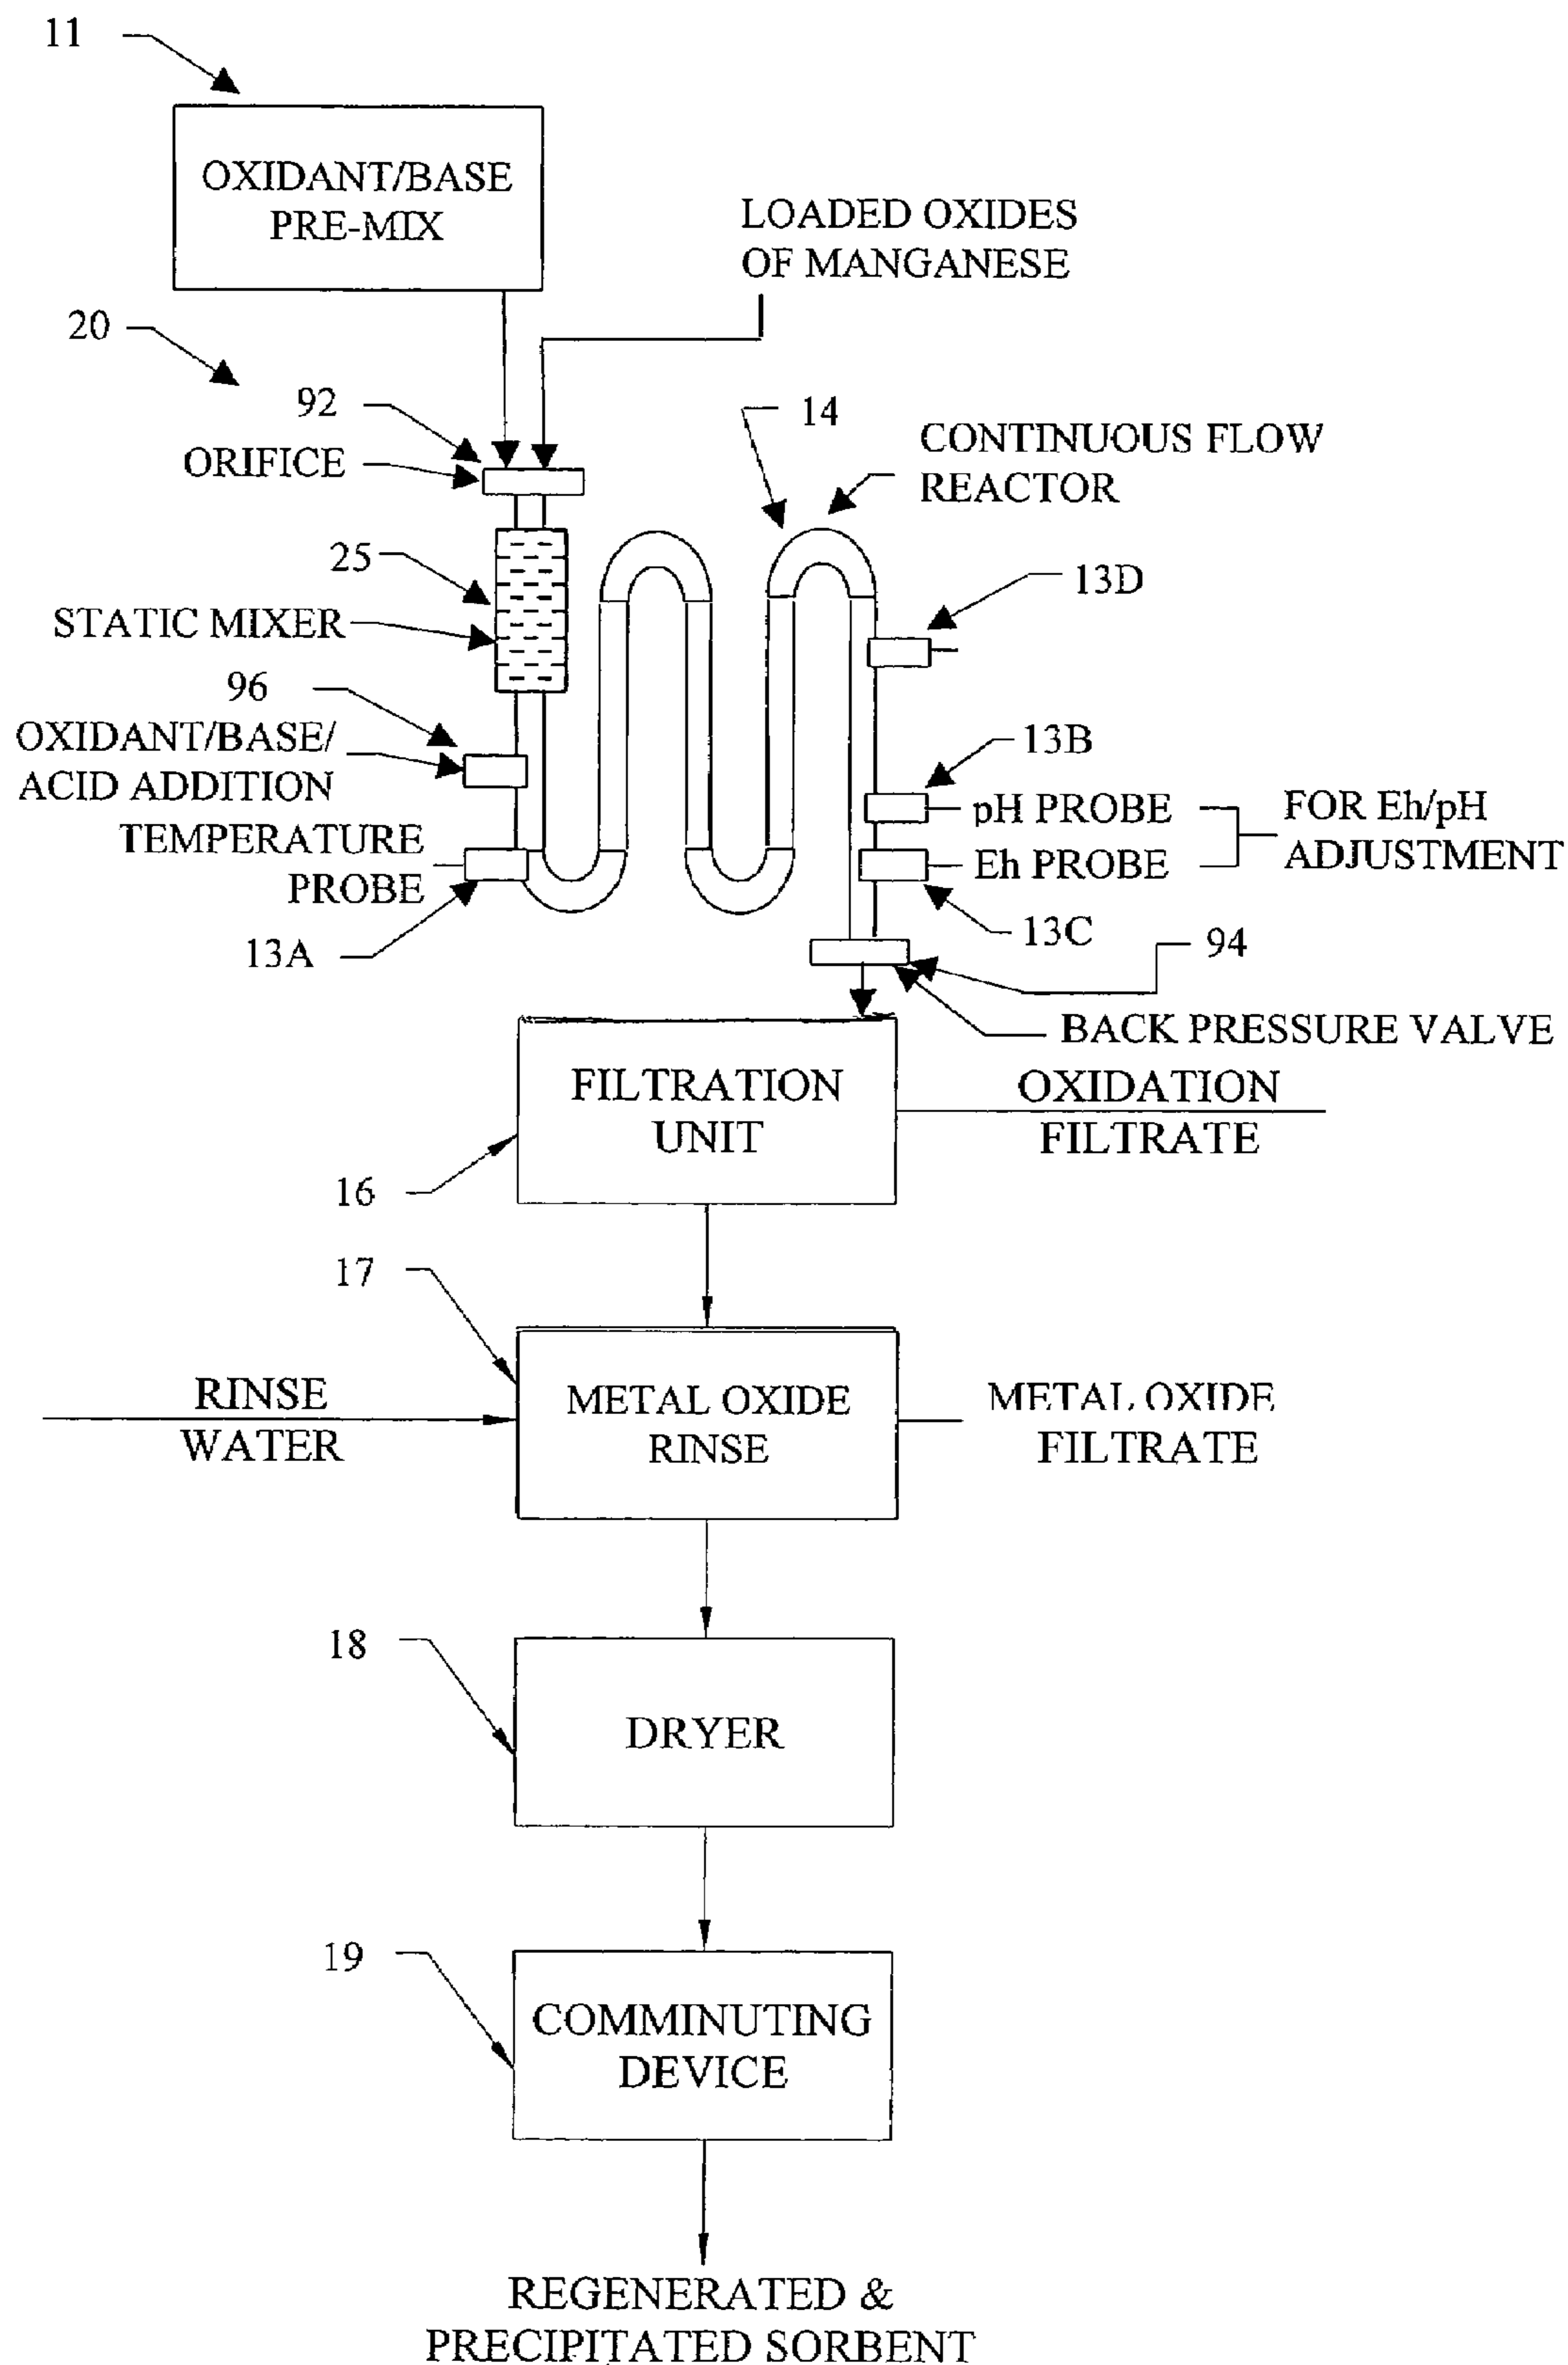 11
OXIDANT/BASE
PRE-MIX
LOADED OXIDES
OF MANGANESE
20
92
ORIFICE
14
CONTINUOUS FLOW
REACTOR
25
STATIC MIXER
13D
96
OXIDANT/BASE/
ACID ADDITION
13B
pH PROBE
FOR Eh/pH
ADJUSTMENT
TEMPERATURE
PROBE
Eh PROBE
13A
13C
94
BACK PRESSURE VALVE
FILTRATION
UNIT
OXIDATION
FILTRATE
16
17
RINSE
WATER
METAL OXIDE
RINSE
METAL OXIDE
FILTRATE
18
DRYER
19
COMMINUTING
DEVICE
REGENERATED &
PRECIPITATED SORBENT